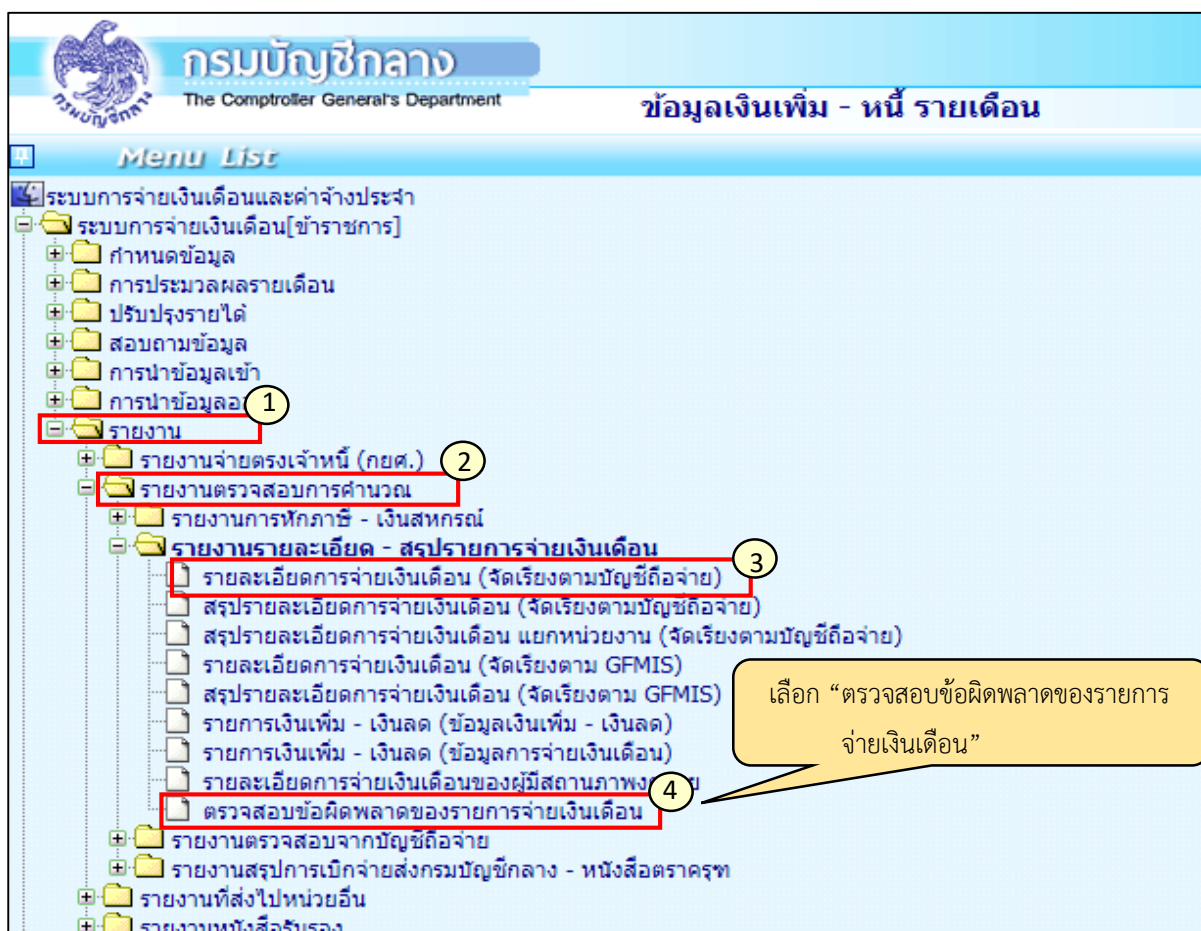 กรมบัญชีกลาง
The Comptroller General's Department
กรมบัญชีกลาง
ข้อมูลเงินเพิ่ม - หนี้ รายเดือน
Menu List
ระบบการจ่ายเงินเดือนและค่าจ้างประจำ
ระบบการจ่ายเงินเดือน[ข้าราชการ]
กำหนดข้อมูล
การประมวลผลรายเดือน
ปรับปรุงรายได้
สอบถามข้อมูล
การนำข้อมูลเข้า
การนำข้อมูลอ
1
รายงาน
รายงานจ่ายตรงเจ้าหนี้ (กยศ.)
2
รายงานตรวจสอบการคำนวณ
รายงานการหักภาษี - เงินสหกรณ์
รายงานรายละเอียด - สรุปรายการจ่ายเงินเดือน
3
รายละเอียดการจ่ายเงินเดือน (จัดเรียงตามบัญชีถือจ่าย)
สรุปรายละเอียดการจ่ายเงินเดือน (จัดเรียงตามบัญชีถือจ่าย)
สรุปรายละเอียดการจ่ายเงินเดือน แยกหน่วยงาน (จัดเรียงตามบัญชีถือจ่าย)
รายละเอียดการจ่ายเงินเดือน (จัดเรียงตาม GFMIS)
สรุปรายละเอียดการจ่ายเงินเดือน (จัดเรียงตาม GFMIS)
รายการเงินเพิ่ม - เงินลด (ข้อมูลเงินเพิ่ม - เงินลด)
รายการเงินเพิ่ม - เงินลด (ข้อมูลการจ่ายเงินเดือน)
รายละเอียดการจ่ายเงินเดือนของผู้มีสถานภาพง
4
ตรวจสอบข้อผิดพลาดของรายการจ่ายเงินเดือน
เลือก “ตรวจสอบข้อผิดพลาดของรายการ
จ่ายเงินเดือน”
รายงานตรวจสอบจากบัญชีถือจ่าย
รายงานสรุปการเบิกจ่ายส่งกรมบัญชีกลาง - หนังสือตราครุฑ
รายงานที่ส่งไปหน่วยอื่น
รายงานหนังสือรับรอง